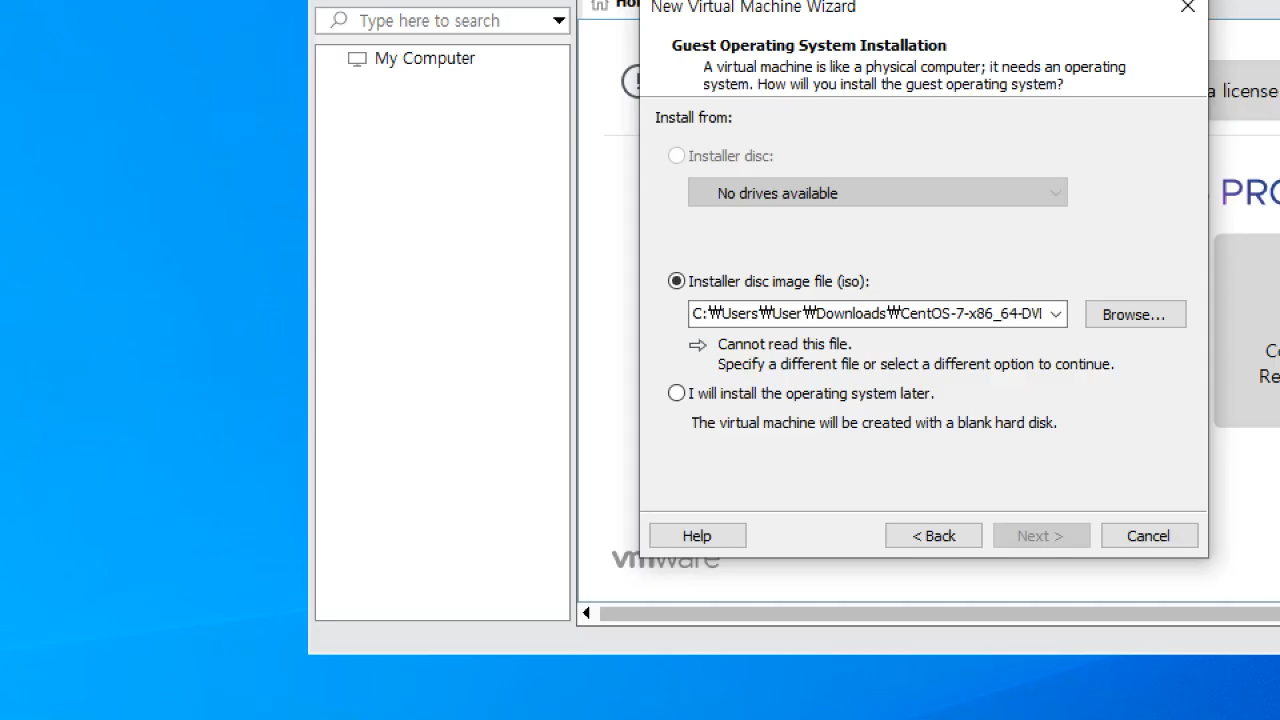 Type here to search
My Computer
New Virtual Machine Wizard
Guest Operating System Installation
A virtual machine is like a physical computer; it needs an operating
system. How will you install the guest operating system?
a license
Install from:
Installer disc:
No drives available
Installer disc image file (iso):
C:₩Users₩User₩Downloads₩CentOS-7-x86_64-DVI
Browse...
Cannot read this file.
Specify a different file or select a different option to continue.
I will install the operating system later.
The virtual machine will be created with a blank hard disk.
Help
< Back
Next >
Cancel
vmware